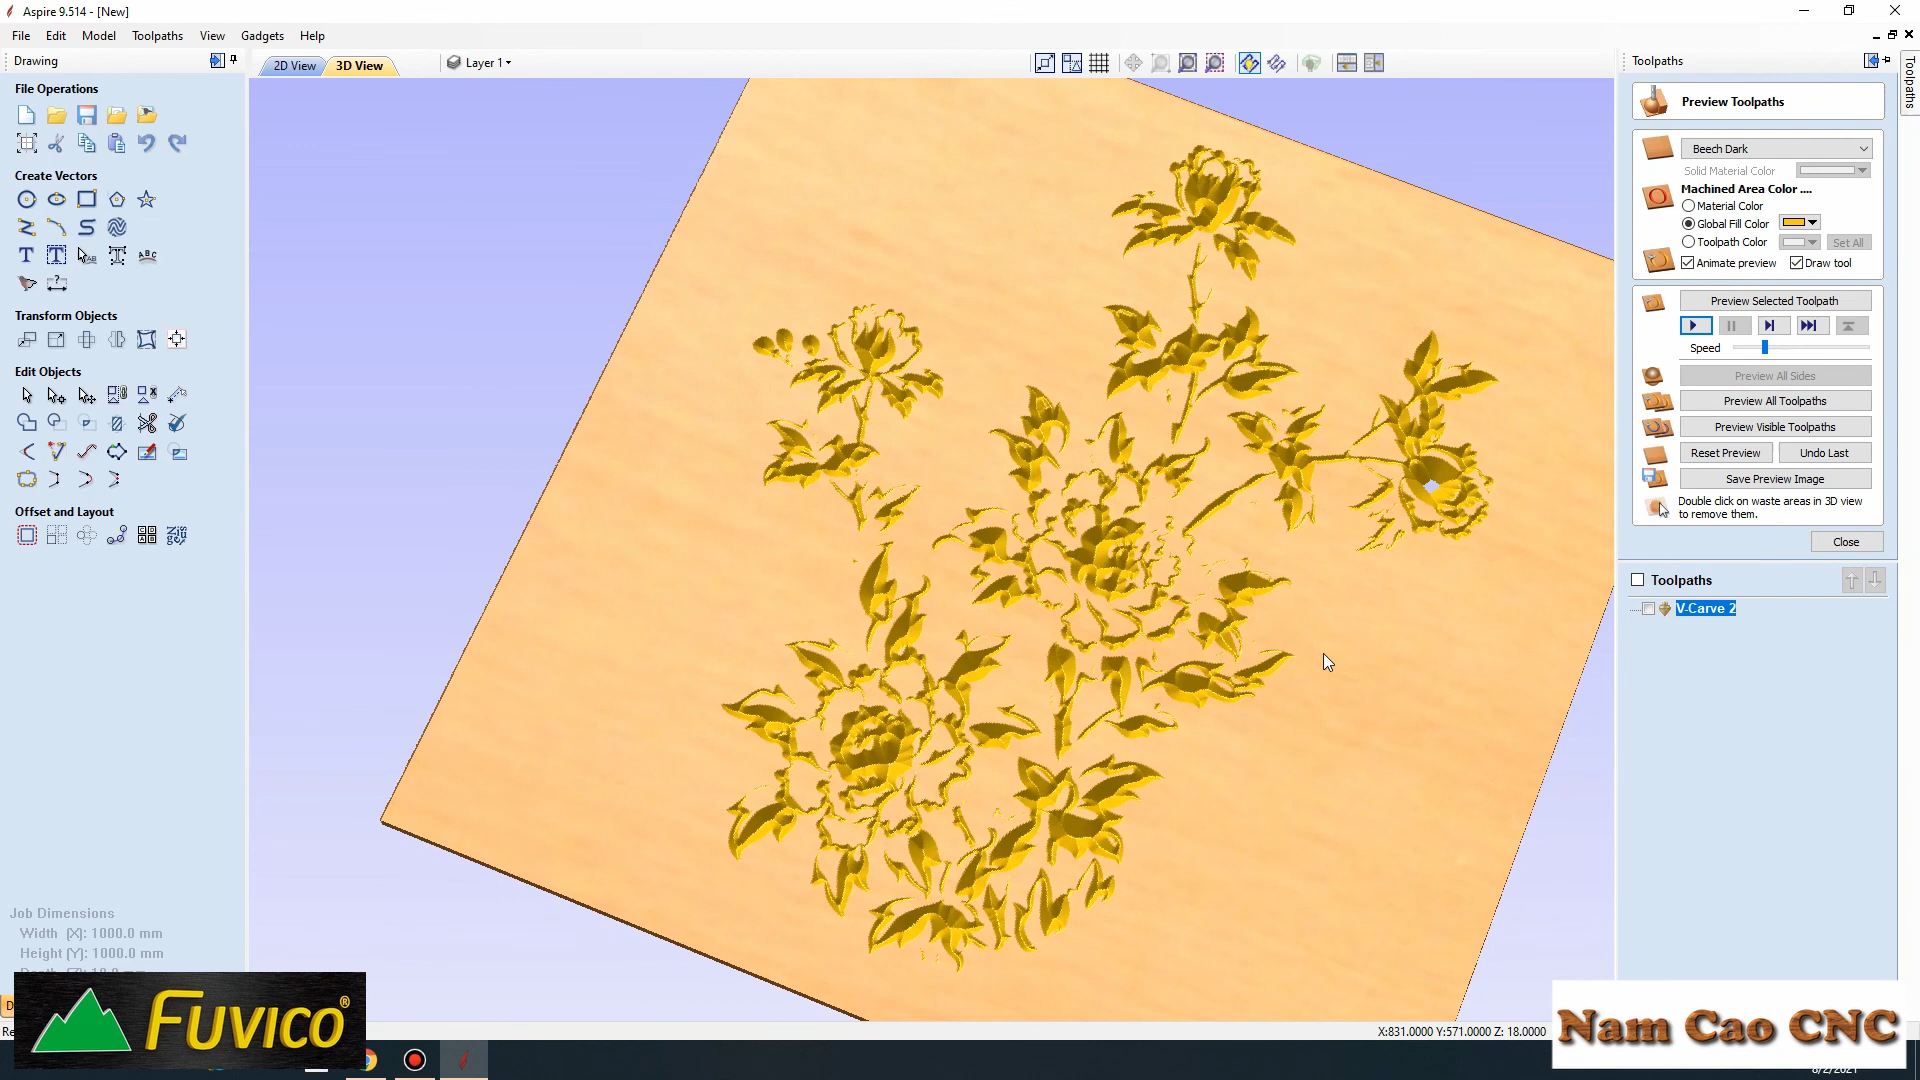 Aspire 9.514 - [New]
File Edit Model Toolpaths View Gadgets Help
Drawing
2D View 3D View Layer 1
Toolpaths
Toolpaths
File Operations
Create Vectors
Transform Objects
Edit Objects
Offset and Layout
Job Dimensions
Width (X): 1000.0 mm
Height (Y): 1000.0 mm
Preview Toolpaths
Beech Dark
Solid Material Color
Machined Area Color ....
Material Color
Global Fill Color
Toolpath Color Set All
Animate preview Draw tool
Preview Selected Toolpath
Speed
Preview All Sides
Preview All Toolpaths
Preview Visible Toolpaths
Reset Preview Undo Last
Save Preview Image
Double click on waste areas in 3D view
to remove them.
Close
Toolpaths
V-Carve 2
X:831.0000 Y:571.0000 Z: 18.0000
FUVICO®
Nam Cao CNC